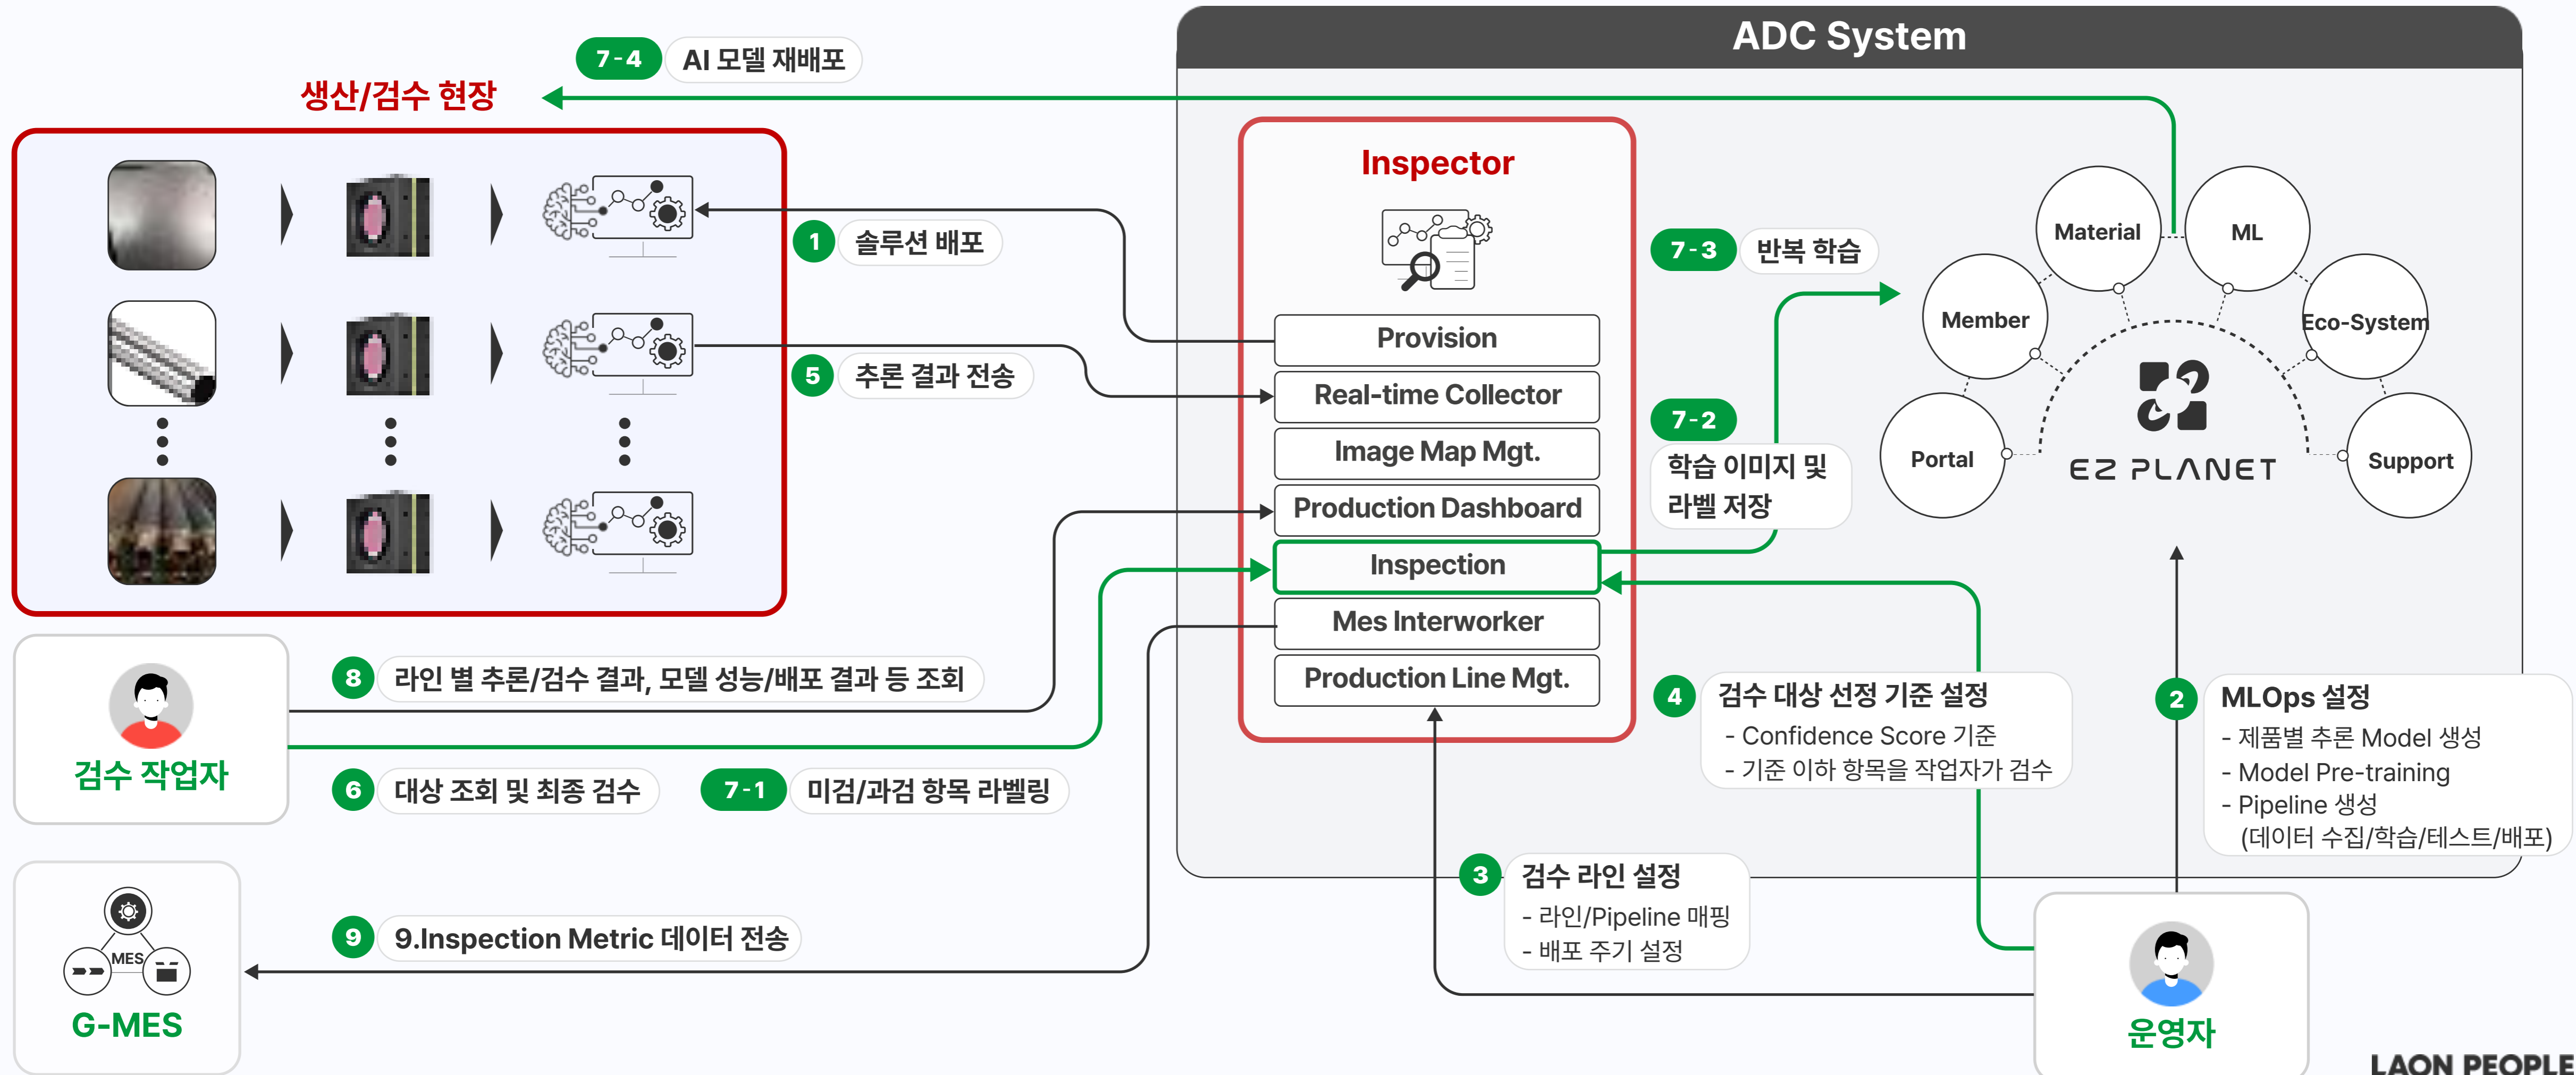 ADC System
7-4 AI 모델 재배포
생산/검수 현장
Inspector
1 솔루션 배포
5 추론 결과 전송
Provision
Real-time Collector
Image Map Mgt.
Production Dashboard
Inspection
Mes Interworker
Production Line Mgt.
7-3 반복 학습
7-2
학습 이미지 및
라벨 저장
Material
ML
Member
Eco-System
Portal
Support
EZ PLANET
검수 작업자
8 라인 별 추론/검수 결과, 모델 성능/배포 결과 등 조회
6 대상 조회 및 최종 검수
7-1 미검/과검 항목 라벨링
4 검수 대상 선정 기준 설정
- Confidence Score 기준
- 기준 이하 항목을 작업자가 검수
2 MLOps 설정
- 제품별 추론 Model 생성
- Model Pre-training
- Pipeline 생성
(데이터 수집/학습/테스트/배포)
3 검수 라인 설정
- 라인/Pipeline 매핑
- 배포 주기 설정
MES
G-MES
9 9.Inspection Metric 데이터 전송
운영자
LAON PEOPLE